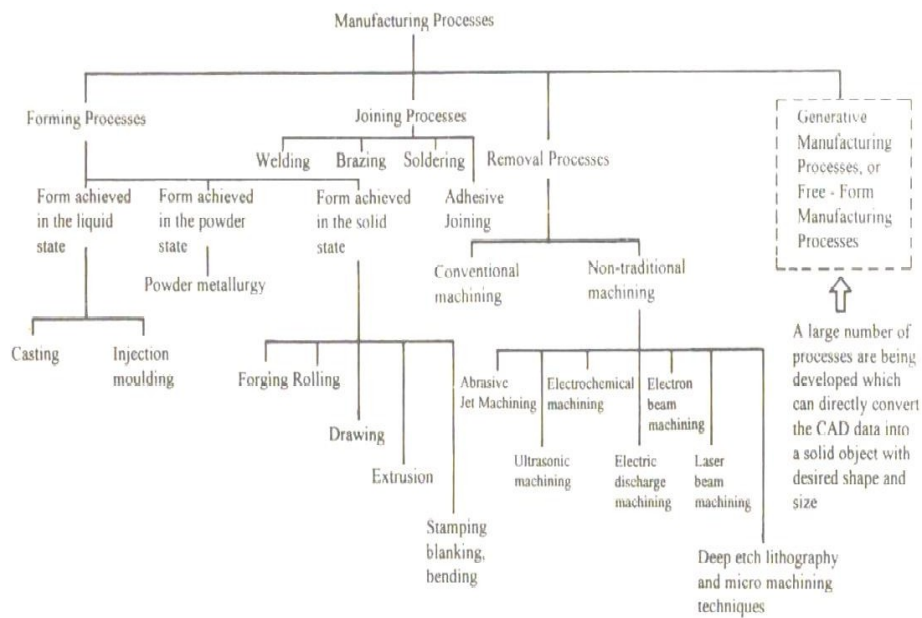 Manufacturing Processes
Forming Processes
Joining Processes
Welding
Brazing
Soldering
Adhesive
Joining
Removal Processes
Generative
Manufacturing
Processes, or
Free - Form
Manufacturing
Processes
Form achieved
in the liquid
state
Form achieved
in the powder
state
Form achieved
in the solid
state
Powder metallurgy
Casting
Injection
moulding
Forging Rolling
Drawing
Extrusion
Stamping
blanking,
bending
Conventional
machining
Non-traditional
machining
Abrasive
Jet Machining
Electrochemical
machining
Electron
beam
machining
Ultrasonic
machining
Electric
discharge
machining
Laser
beam
machining
Deep etch lithography
and micro machining
techniques
A large number of
processes are being
developed which
can directly convert
the CAD data into
a solid object with
desired shape and
size